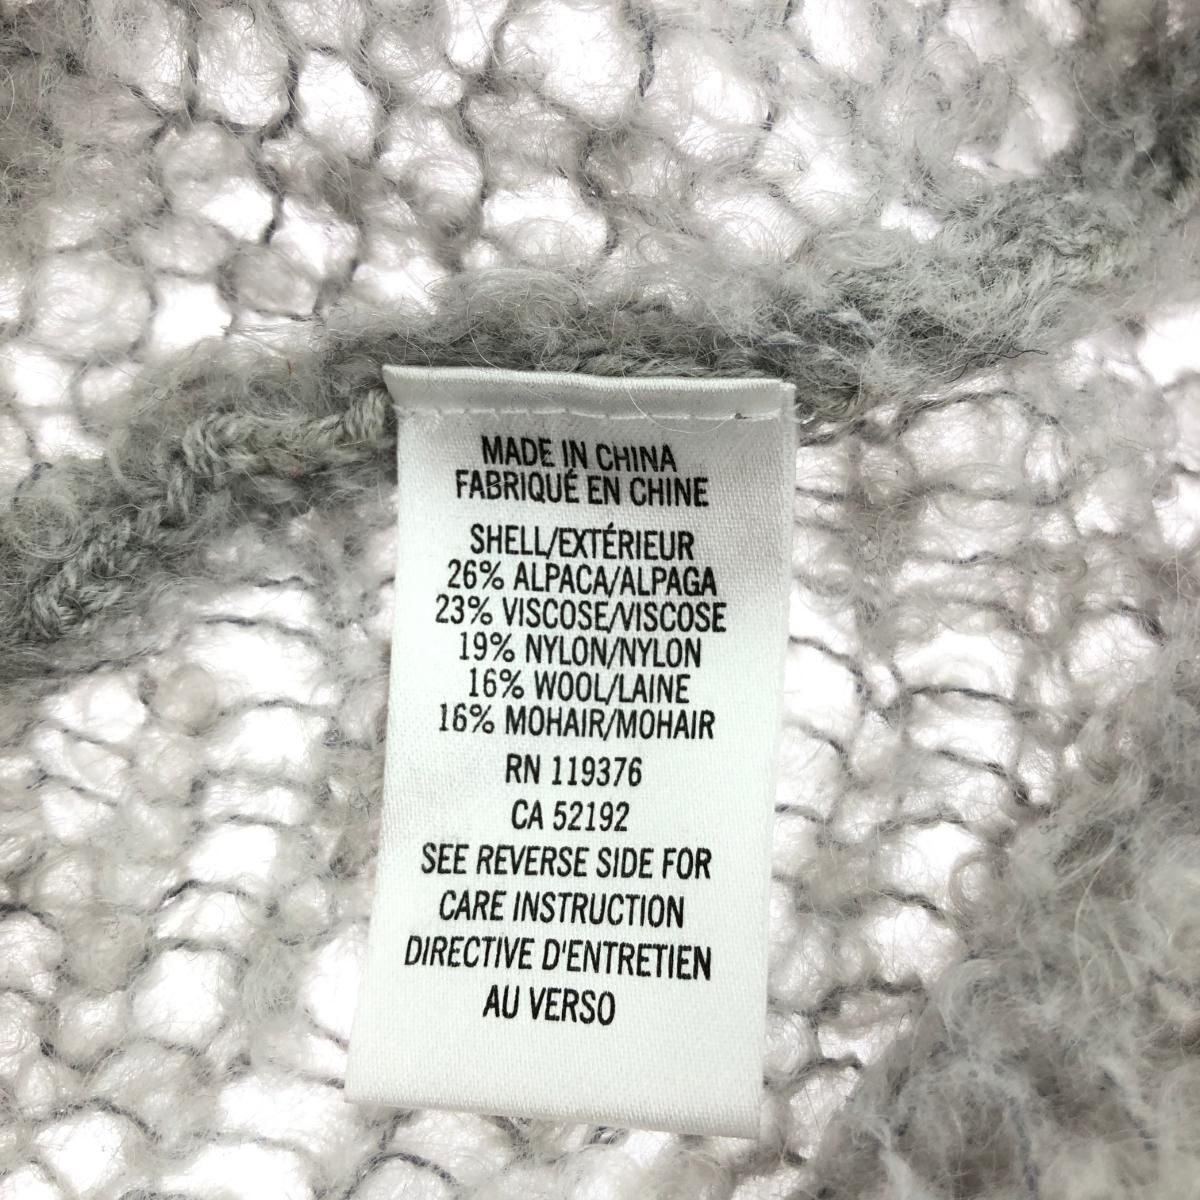 MADE IN CHINA
FABRIQUÉ EN CHINE
SHELL/EXTÉRIEUR
26% ALPACA/ALPAGA
23% VISCOSE/VISCOSE
19% NYLON/NYLON
16% WOOL/LAINE
16% MOHAIR/MOHAIR
RN 119376
CA 52192
SEE REVERSE SIDE FOR
CARE INSTRUCTION
DIRECTIVE D'ENTRETIEN
AU VERSO